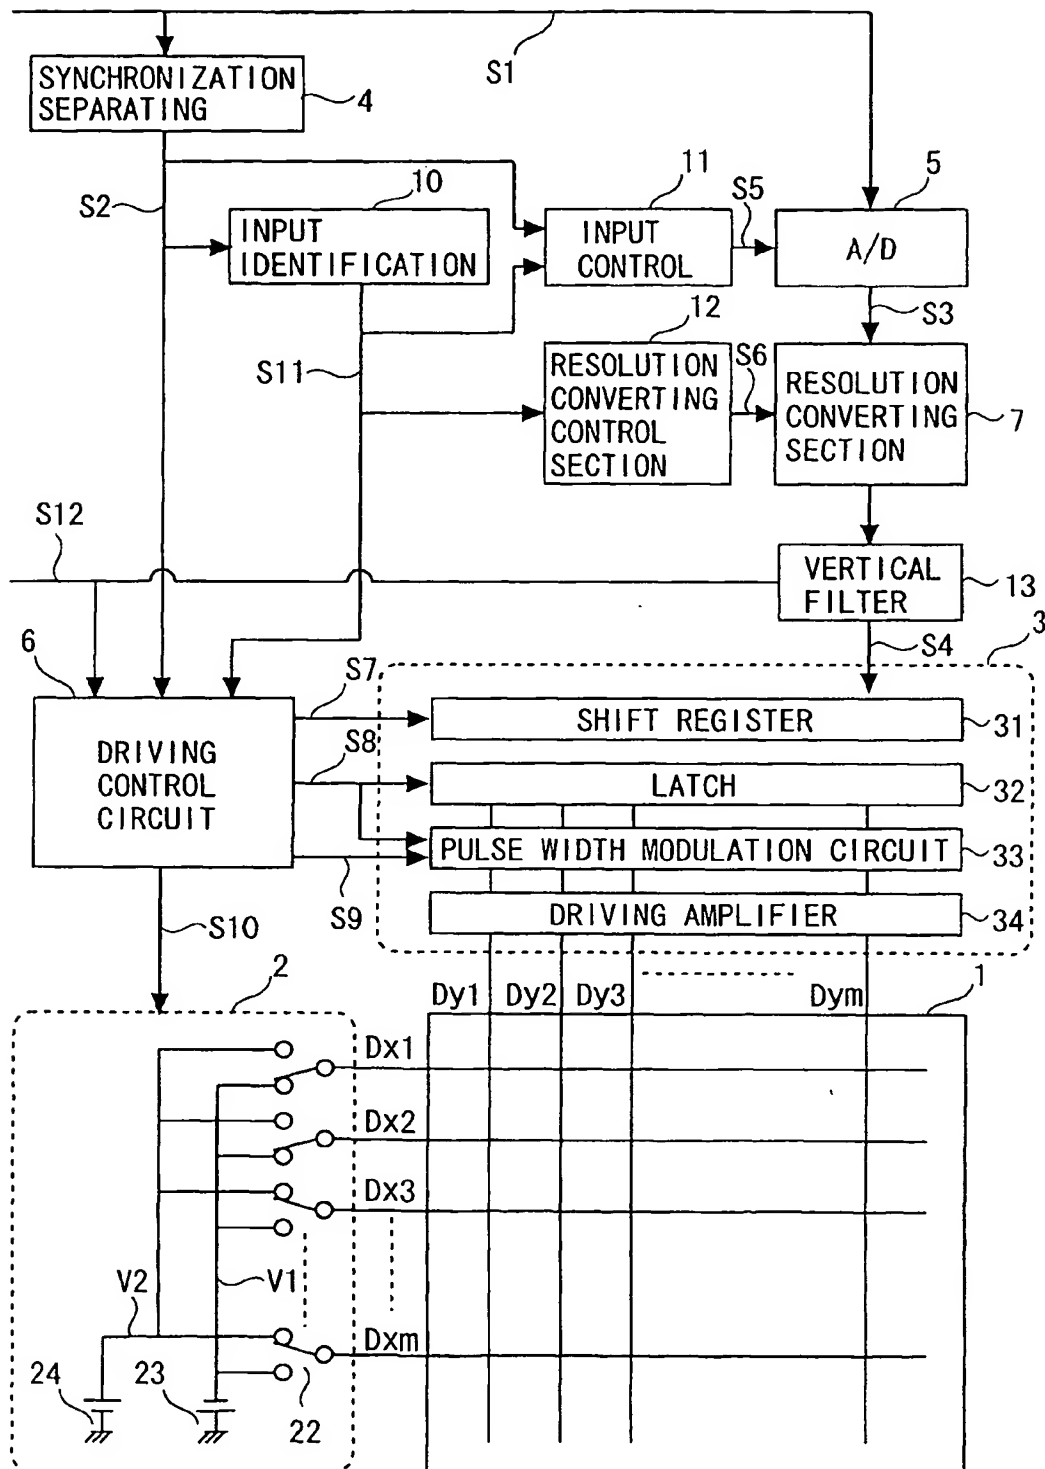 S1
SYNCHRONIZATION
SEPARATING
4
S2
10
11
S5
5
INPUT
IDENTIFICATION
INPUT
CONTROL
A/D
S3
12
S11
RESOLUTION
CONVERTING
CONTROL
SECTION
S6
RESOLUTION
CONVERTING
SECTION
7
S12
VERTICAL
FILTER
13
6
S4
3
S7
SHIFT REGISTER
31
DRIVING
CONTROL
CIRCUIT
S8
LATCH
32
PULSE WIDTH MODULATION CIRCUIT
33
S9
DRIVING AMPLIFIER
34
S10
2
Dy1
Dy2
Dy3
Dym
1
Dx1
Dx2
Dx3
V2
V1
Dxm
24
23
22